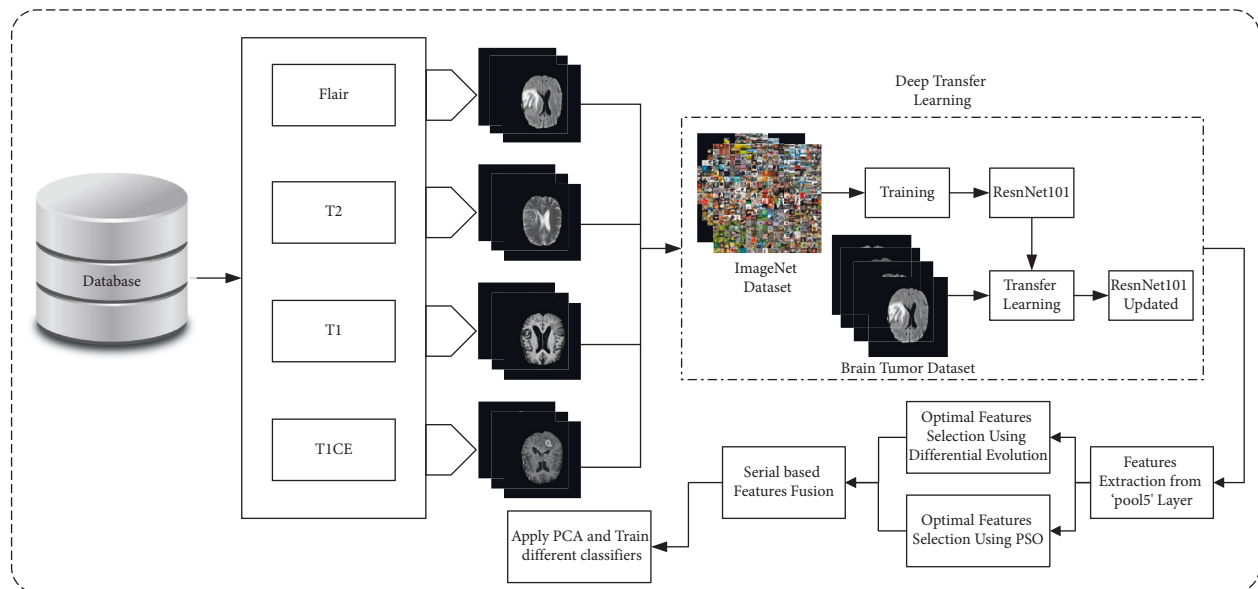 Database
Flair
T2
T1
T1CE
Deep Transfer
Learning
ImageNet
Dataset
Training
ResnNet101
Brain Tumor Dataset
Transfer
Learning
ResnNet101
Updated
Features
Extraction from
‘pool5’ Layer
Optimal Features
Selection Using
Differential Evolution
Optimal Features
Selection Using PSO
Serial based
Features Fusion
Apply PCA and Train
different classifiers